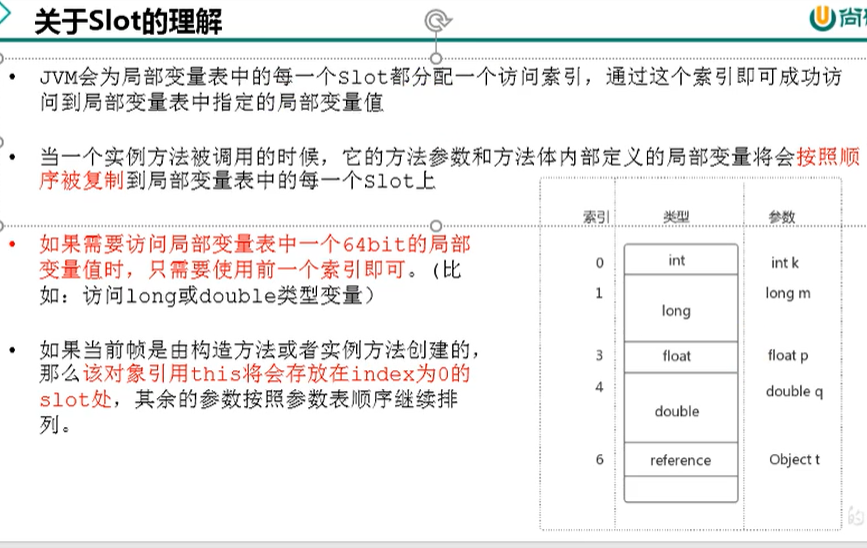 关于Slot的理解
尚
• JVM会为局部变量表中的每一个Slot都分配一个访问索引，通过这个索引即可成功访
问到局部变量表中指定的局部变量值
• 当一个实例方法被调用的时候，它的方法参数和方法体内部定义的局部变量将会按照顺
序被复制到局部变量表中的每一个Slot上
• 如果需要访问局部变量表中一个64bit的局部
变量值时，只需要使用前一个索引即可。(比
如：访问long或double类型变量）
• 如果当前帧是由构造方法或者实例方法创建的，
那么该对象引用this将会存放在index为0的
slot处，其余的参数按照参数表顺序继续排
列。
索引 类型 参数
0 int int k
1 long long m
3 float float p
4 double double q
6 reference Object t